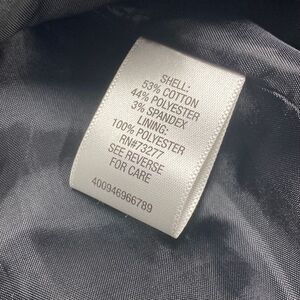 SHELL:
53% COTTON
44% POLYESTER
3% SPANDEX
LINING:
100% POLYESTER
RN#73277
SEE REVERSE
FOR CARE
400946966789